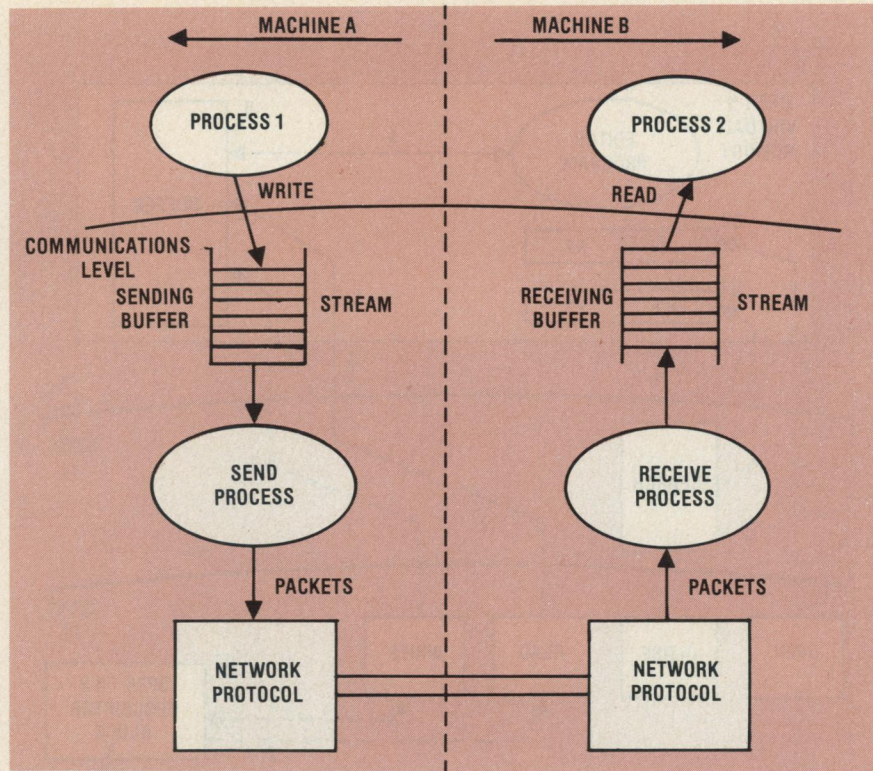 MACHINE A
MACHINE B
PROCESS 1
PROCESS 2
WRITE
READ
COMMUNICATIONS
LEVEL
SENDING
BUFFER
STREAM
RECEIVING
BUFFER
STREAM
SEND
PROCESS
RECEIVE
PROCESS
PACKETS
PACKETS
NETWORK
PROTOCOL
NETWORK
PROTOCOL